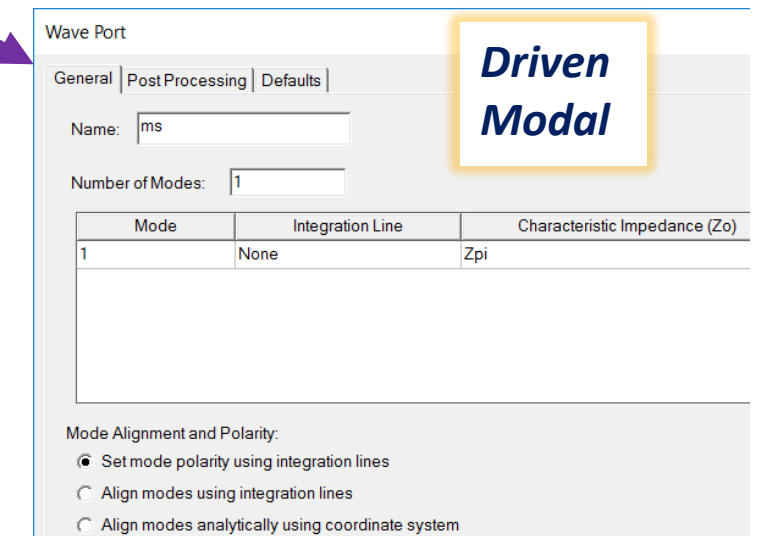 Wave Port
Driven
Modal
General Post Processing Defaults
Name: ms
Number of Modes: 1
Mode Integration Line Characteristic Impedance (Zo)
1 None Zpi
Mode Alignment and Polarity:
Set mode polarity using integration lines
Align modes using integration lines
Align modes analytically using coordinate system